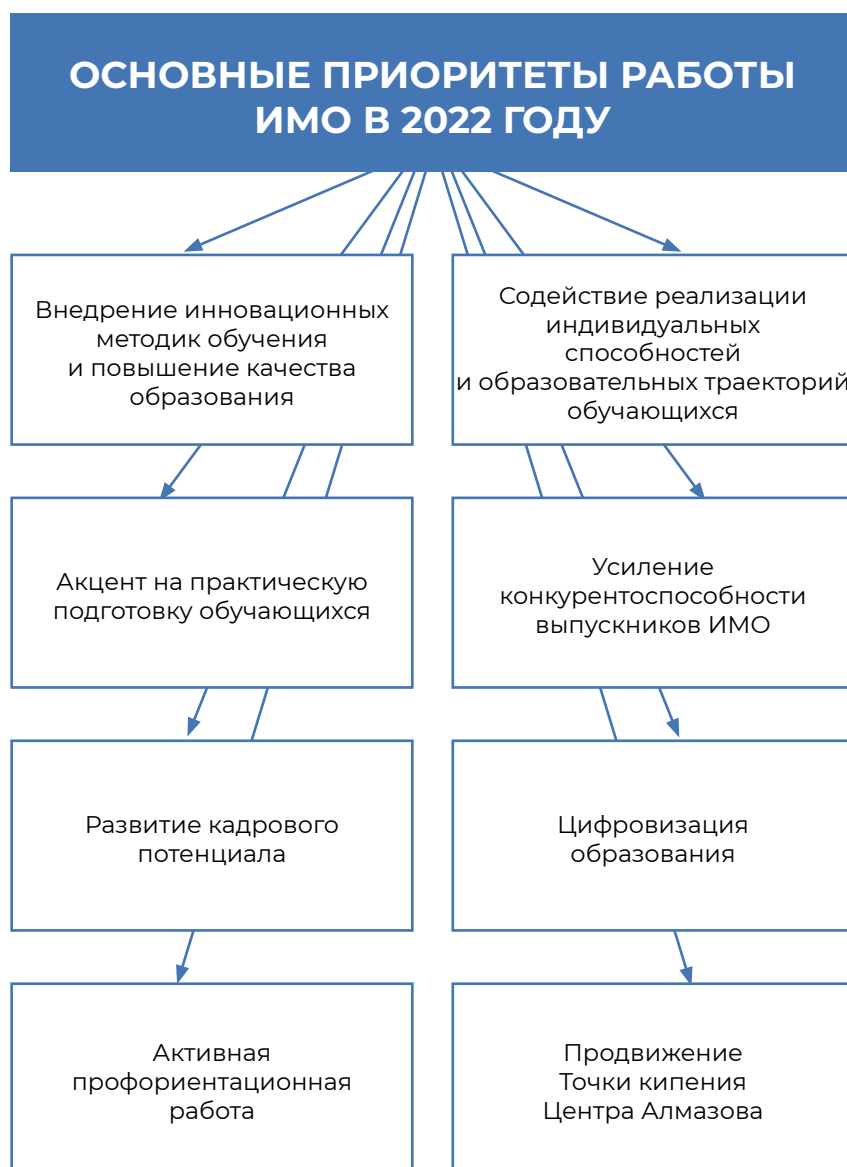 ОСНОВНЫЕ ПРИОРИТЕТЫ РАБОТЫ
ИМО В 2022 ГОДУ
Внедрение инновационных
методик обучения
и повышение качества
образования
Содействие реализации
индивидуальных
способностей
и образовательных траекторий
обучающихся
Акцент на практическую
подготовку обучающихся
Усиление
конкурентоспособности
выпускников ИМО
Развитие кадрового
потенциала
Цифровизация
образования
Активная
профориентационная
работа
Продвижение
Точки кипения
Центра Алмазова